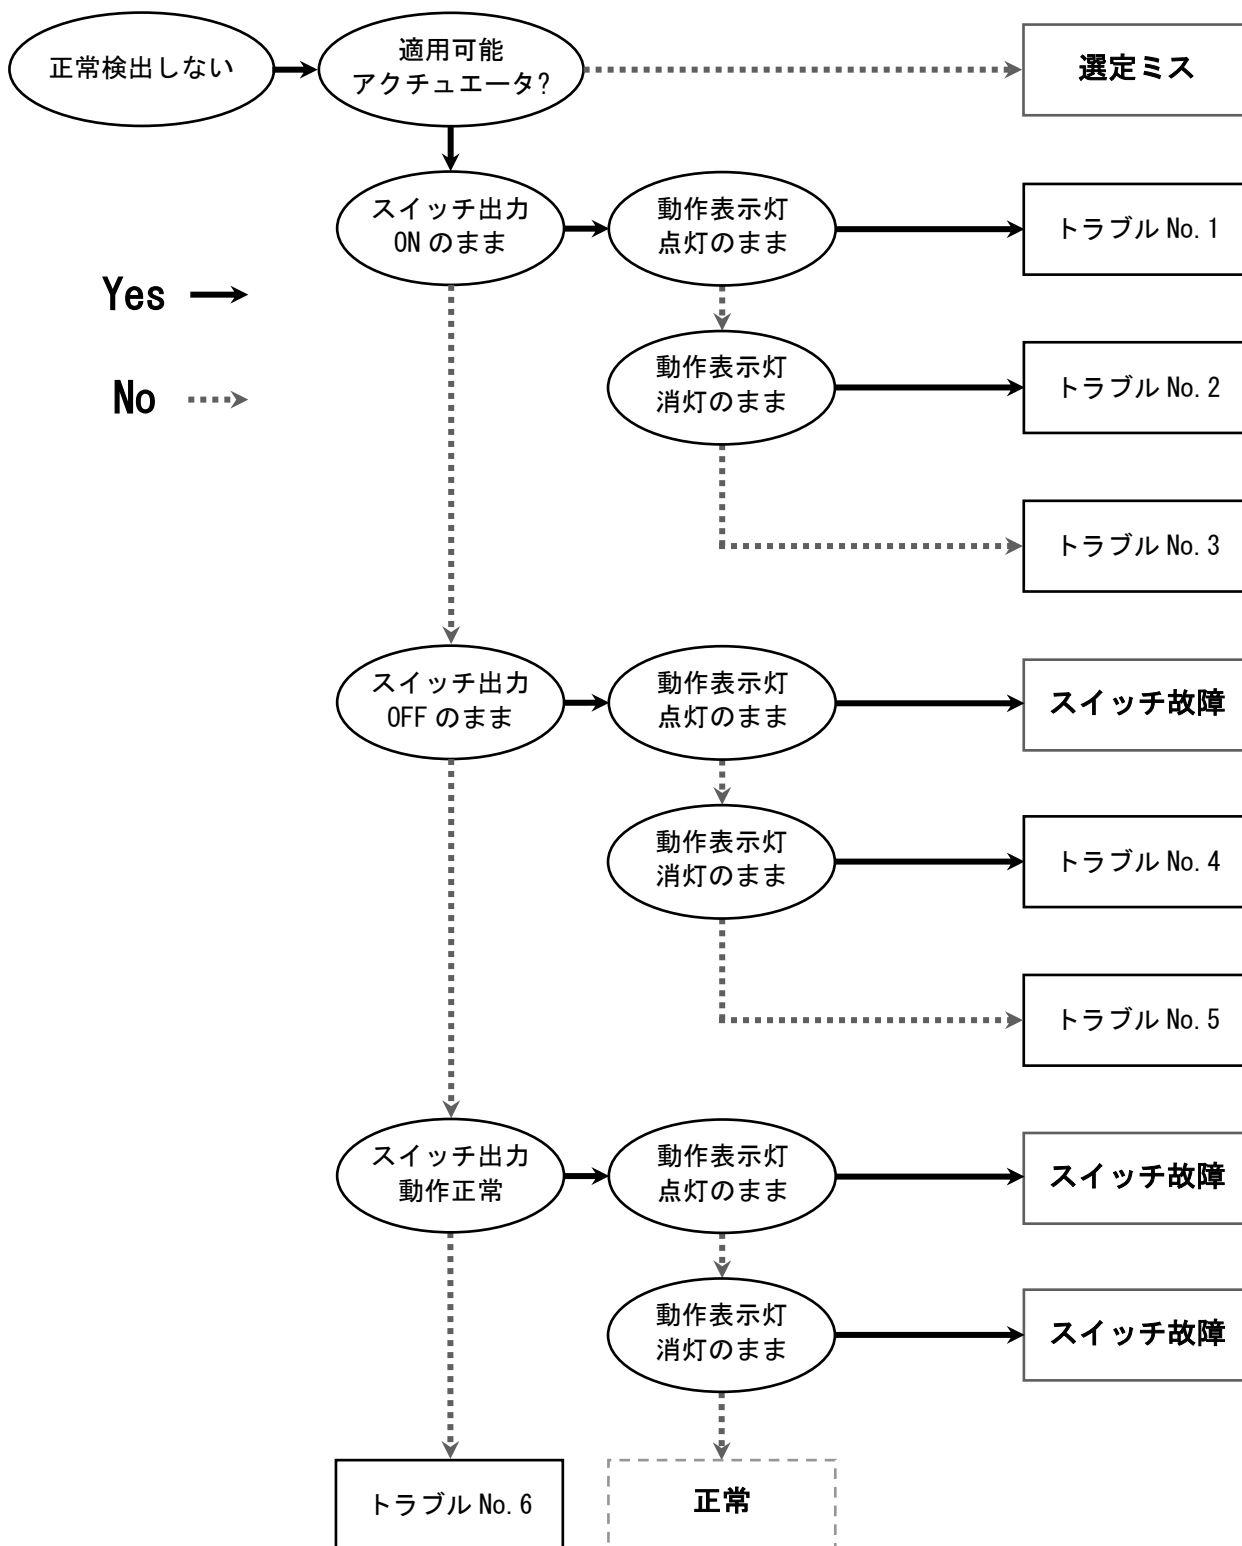 正常検出しない
適用可能
アクチュエータ?
選定ミス
スイッチ出力
ONのまま
動作表示灯
点灯のまま
トラブルNo.1
Yes
動作表示灯
消灯のまま
トラブルNo.2
No
トラブルNo.3
スイッチ出力
OFFのまま
動作表示灯
点灯のまま
スイッチ故障
動作表示灯
消灯のまま
トラブルNo.4
トラブルNo.5
スイッチ出力
動作正常
動作表示灯
点灯のまま
スイッチ故障
動作表示灯
消灯のまま
スイッチ故障
トラブルNo.6
正常